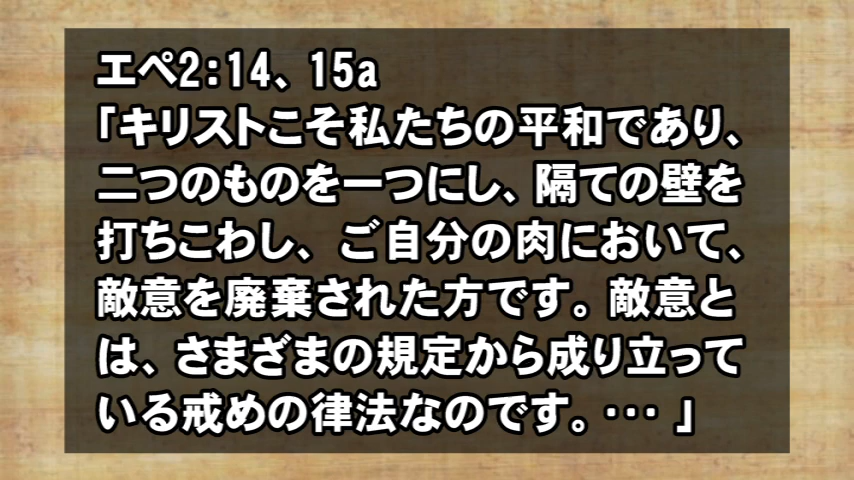 エペ2:14、15a
「キリストこそ私たちの平和であり、
二つのものを一つにし、隔ての壁を
打ちこわし、ご自分の肉において、
敵意を廃棄された方です。敵意と
は、さまざまの規定から成り立って
いる戒めの律法なのです。…」